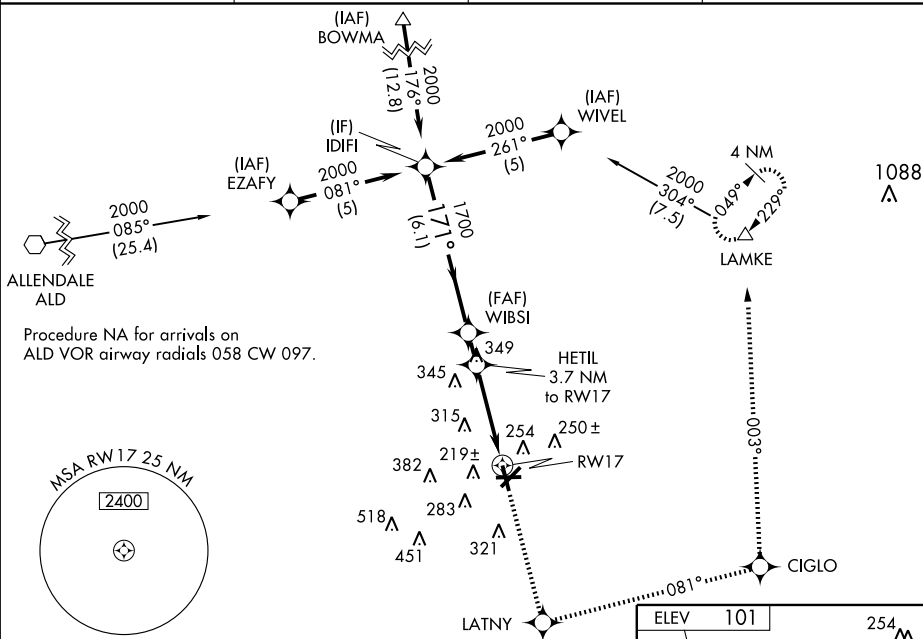 (IAF)
BOWMA
2000
176°
(12.8)
(IAF)
WIVEL
2000
261°
(5)
(IF)
IDIFI
(IAF)
EZAFY
2000
081°
(5)
4 NM
049°
229°
LAMKE
2000
304°
(7.5)
1088
2000
085°
(25.4)
ALLENDALE
ALD
1700
171°
(6.1)
Procedure NA for arrivals on
ALD VOR airway radials 058 CW 097.
(FAF)
WIBSI
349
HETIL
3.7 NM
to RW17
345
315
254
250±
219±
RW17
382
283
518
451
321
003°
MSA RW17 25 NM
2400
CIGLO
081°
LATNY
ELEV 101
254